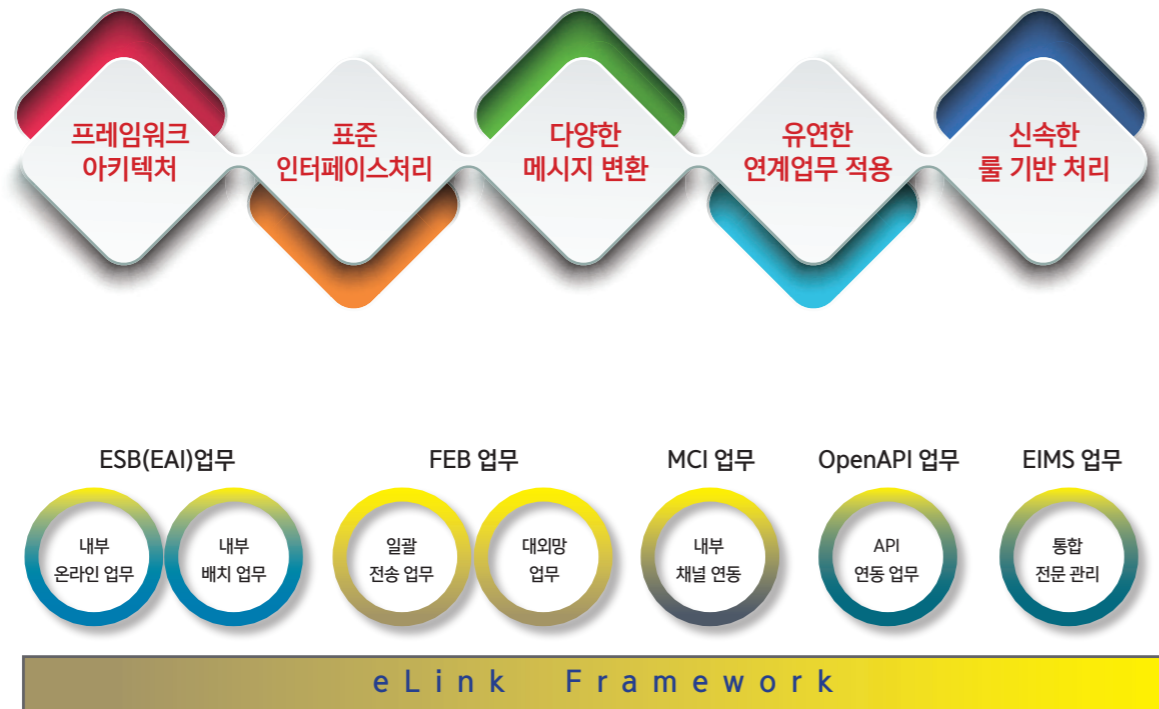 프레임워크
아키텍처
표준
인터페이스처리
다양한
메시지 변환
유연한
연계업무 적용
신속한
룰 기반 처리
ESB(EAI)업무
FEB 업무
MCI 업무
OpenAPI 업무
EIMS 업무
내부
온라인 업무
내부
배치 업무
일괄
전송 업무
대외망
업무
내부
채널 연동
API
연동 업무
통합
전문 관리
eLink Framework